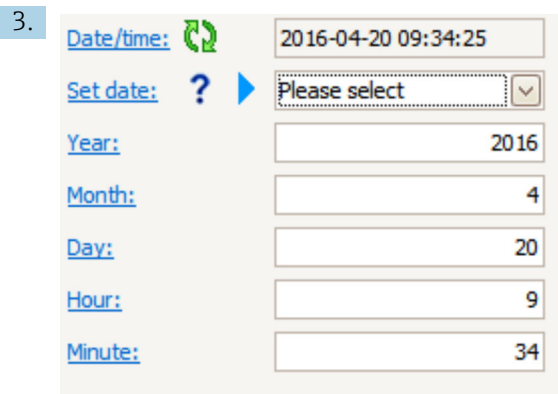 3.
Date/time: 2016-04-20 09:34:25
Set date: ? Please select
Year: 2016
Month: 4
Day: 20
Hour: 9
Minute: 34